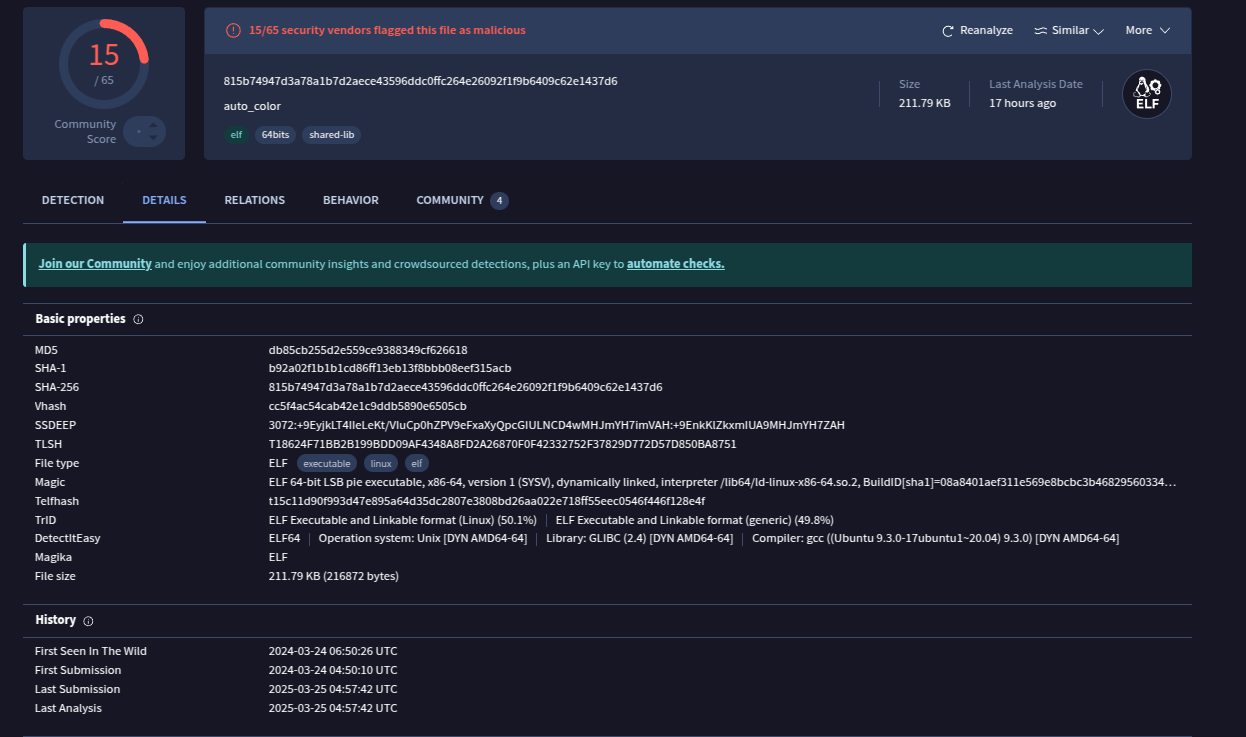 15
/ 65
Community
Score
15/65 security vendors flagged this file as malicious
Reanalyze
Similar
More
815b74947d3a78a1b7d2aece43596ddc0ffc264e26092f1f9b6409c62e1437d6
auto_color
elf
64bits
shared-lib
Size
211.79 KB
Last Analysis Date
17 hours ago
ELF
DETECTION
DETAILS
RELATIONS
BEHAVIOR
COMMUNITY 4
Join our Community and enjoy additional community insights and crowdsourced detections, plus an API key to automate checks.
Basic properties
MD5 db85cb255d2e559ce9388349cf626618
SHA-1 b92a02f1b1b1cd86ff13eb13f8bbb08eef315acb
SHA-256 815b74947d3a78a1b7d2aece43596ddc0ffc264e26092f1f9b6409c62e1437d6
Vhash cc5f4ac54cab42e1c9ddb5890e6505cb
SSDEEP 3072:+9EyjkLT4IIeLeKt/VIuCp0hZPV9eFxaXyQpcGIULNCD4wMHJmYH7imVAH:+9EnkKlZkxmIUA9MHJmYH7ZAH
TLSH T18624F71BB2B199BDD09AF4348A8FD2A26870F0F42332752F37829D772D57D850BA8751
File type ELF executable linux elf
Magic ELF 64-bit LSB pie executable, x86-64, version 1 (SYSV), dynamically linked, interpreter /lib64/ld-linux-x86-64.so.2, BuildID[sha1]=08a8401aef311e569e8bcbc3b46829560334...
Telfhash t15c11d90f993d47e895a64d35dc2807e3808bd26aa022e718ff55eec0546f446f128e4f
TrID ELF Executable and Linkable format (Linux) (50.1%) ELF Executable and Linkable format (generic) (49.8%)
DetectItEasy ELF64 Operation system: Unix [DYN AMD64-64] Library: GLIBC (2.4) [DYN AMD64-64] Compiler: gcc ((Ubuntu 9.3.0-17ubuntu1~20.04) 9.3.0) [DYN AMD64-64]
Magika ELF
File size 211.79 KB (216872 bytes)
History
First Seen In The Wild 2024-03-24 06:50:26 UTC
First Submission 2024-03-24 04:50:10 UTC
Last Submission 2025-03-25 04:57:42 UTC
Last Analysis 2025-03-25 04:57:42 UTC